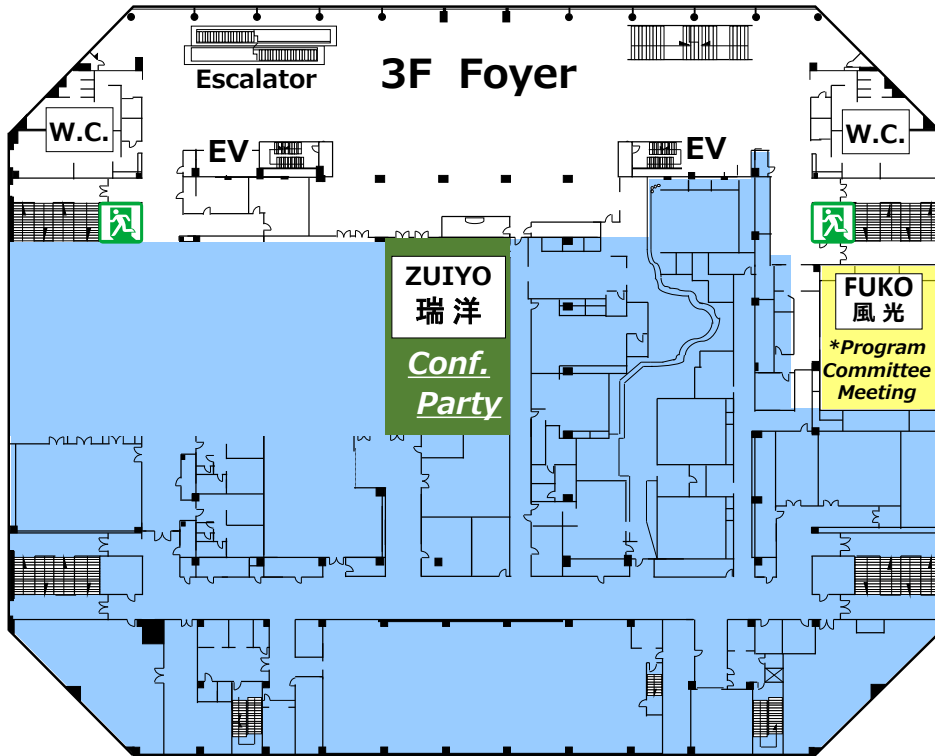 3F Foyer
Escalator
W.C.
W.C.
EV
EV
ZUIYO
瑞洋
Conf.
Party
FUKO
風光
*Program
Committee
Meeting